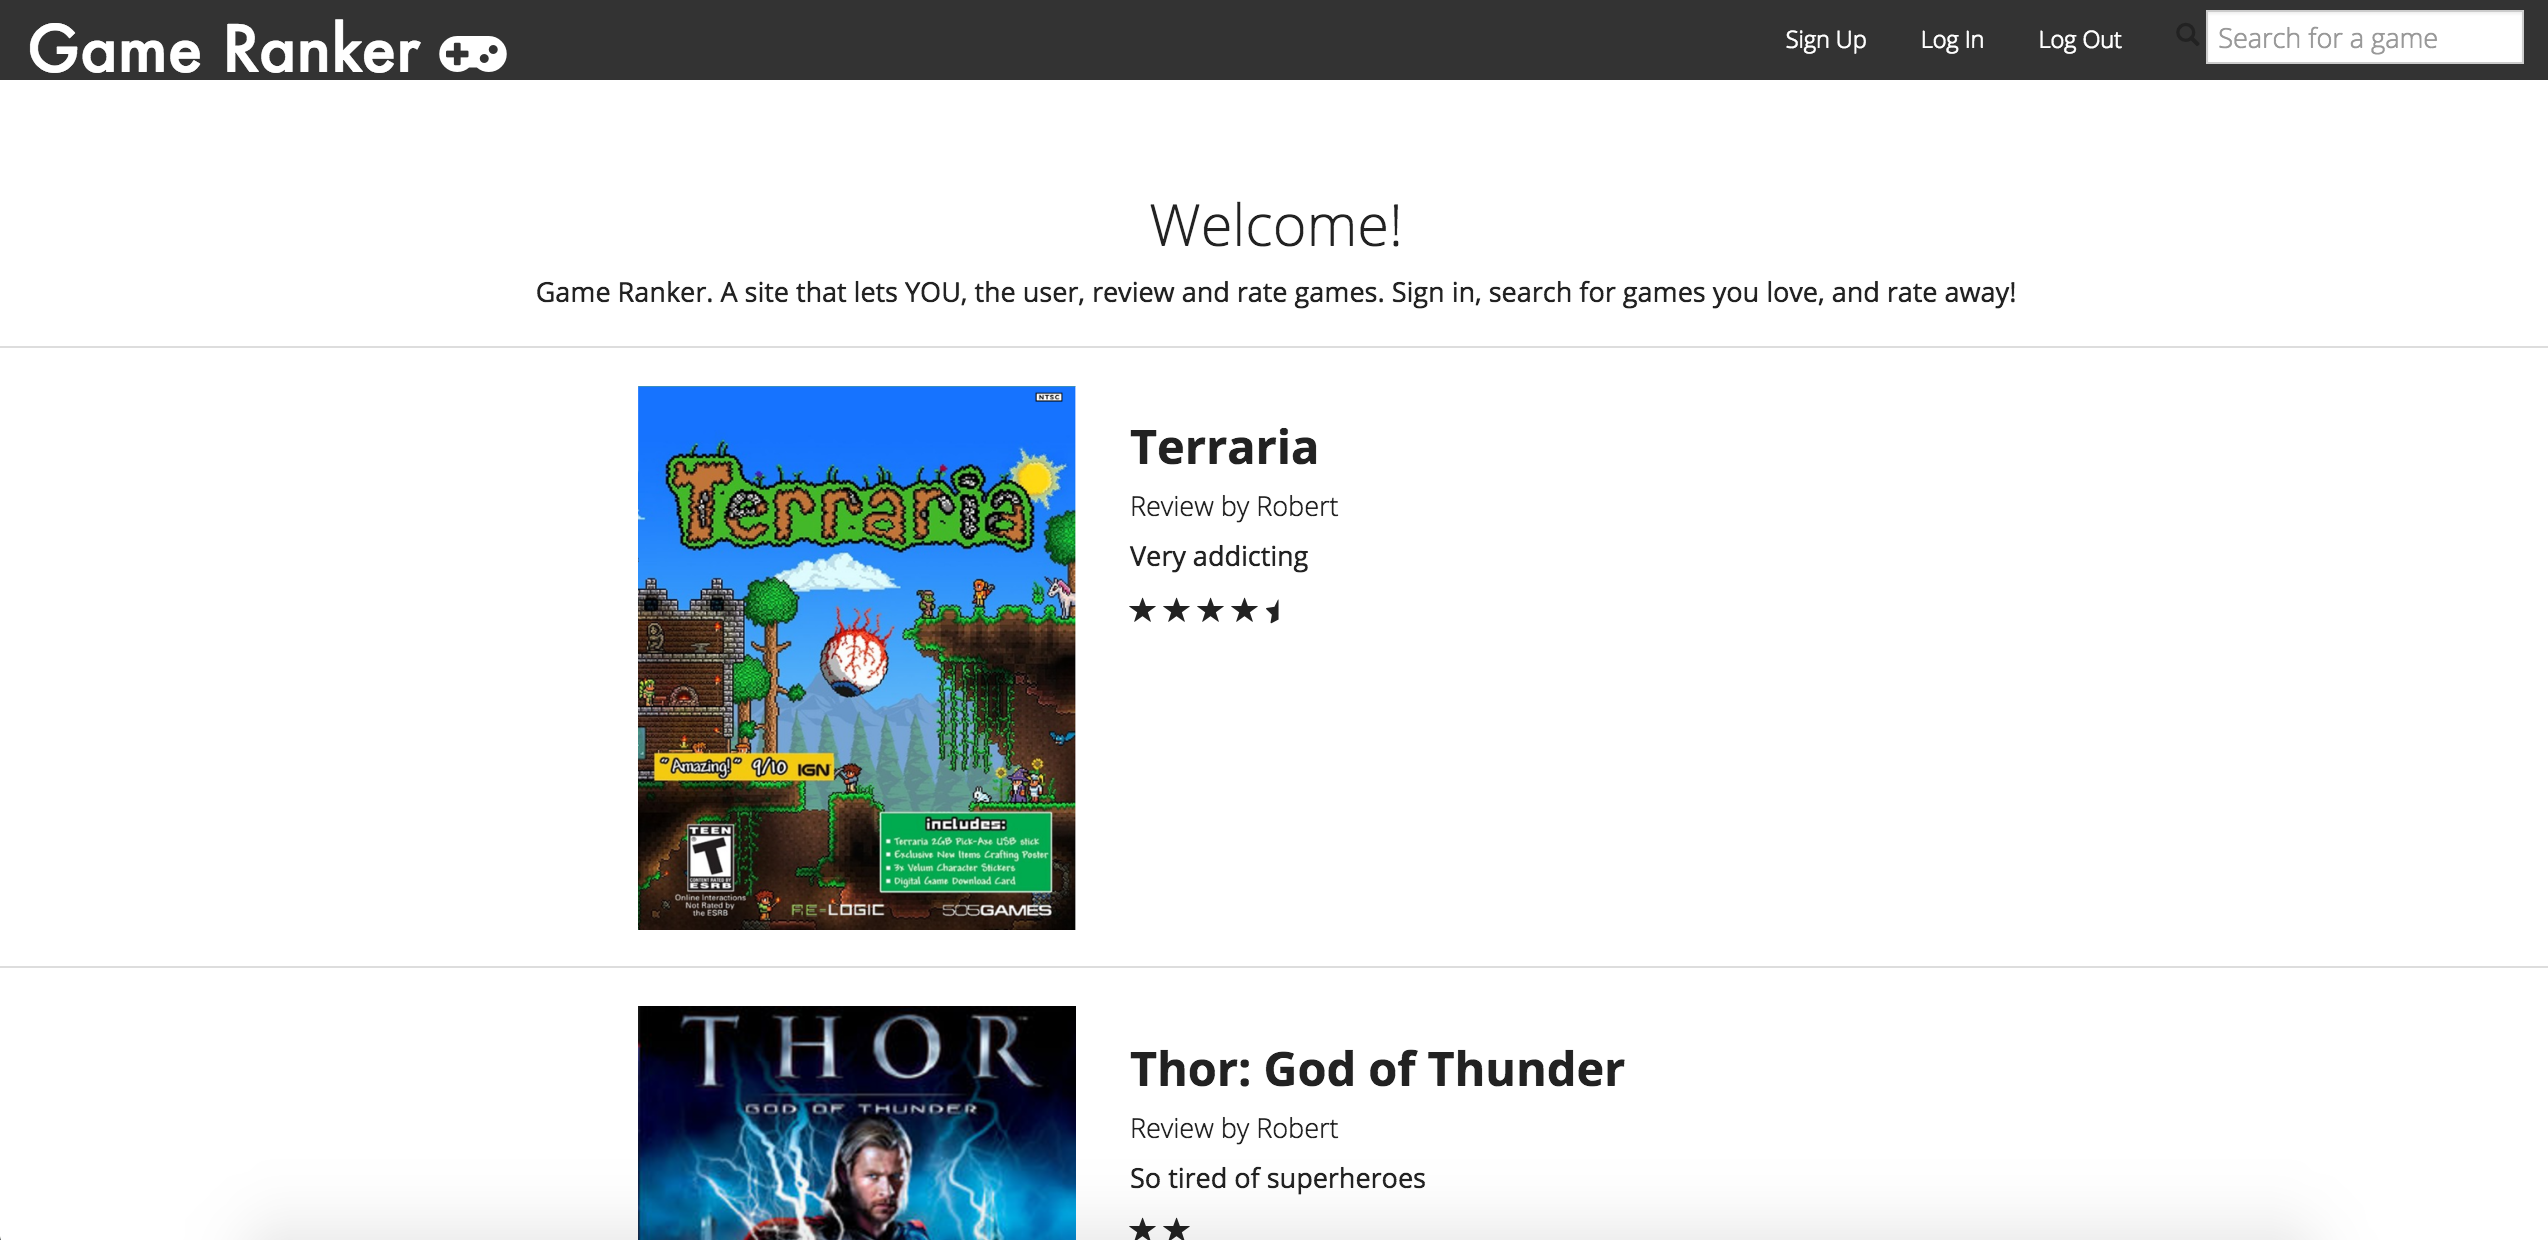 Game Ranker
Sign Up
Log In
Log Out
Search for a game
Welcome!
Game Ranker. A site that lets YOU, the user, review and rate games. Sign in, search for games you love, and rate away!
NTSC
Terraria
"Amazing!" 9/10 IGN
TEEN
T
CONTENT RATED BY
ESRB
Online Interactions
Not Rated by
the ESRB
includes:
Terraria 2GB Pick-Axe USB stick
Exclusive New Items Crafting Poster
3x Velum Character Stickers
Digital Game Download Card
RE-LOGIC
505GAMES
Terraria
Review by Robert
Very addicting
THOR
GOD OF THUNDER
Thor: God of Thunder
Review by Robert
So tired of superheroes